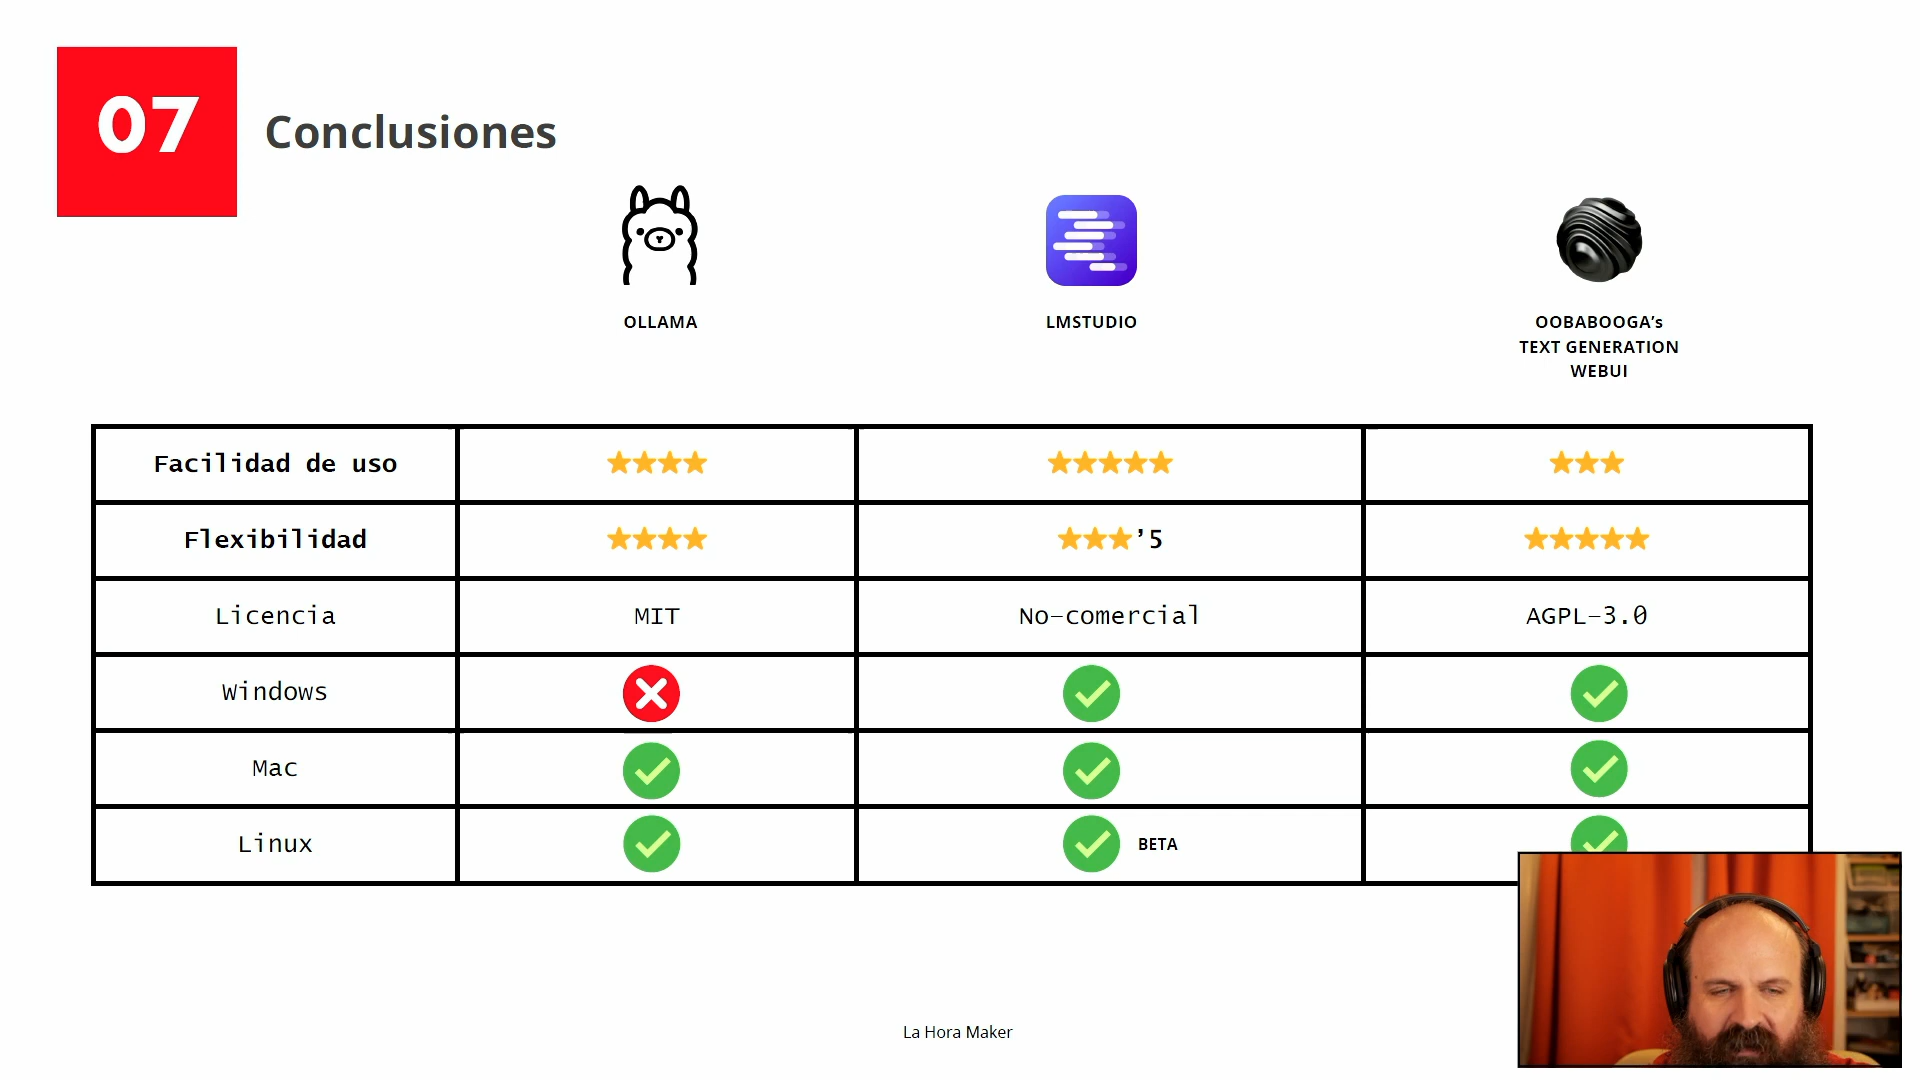 07
Conclusiones
OLLAMA
LMSTUDIO
OOBABOOGA’s
TEXT GENERATION
WEBUI
Facilidad de uso
Flexibilidad ’5
Licencia MIT No-comercial AGPL-3.0
Windows
Mac
Linux BETA
La Hora Maker